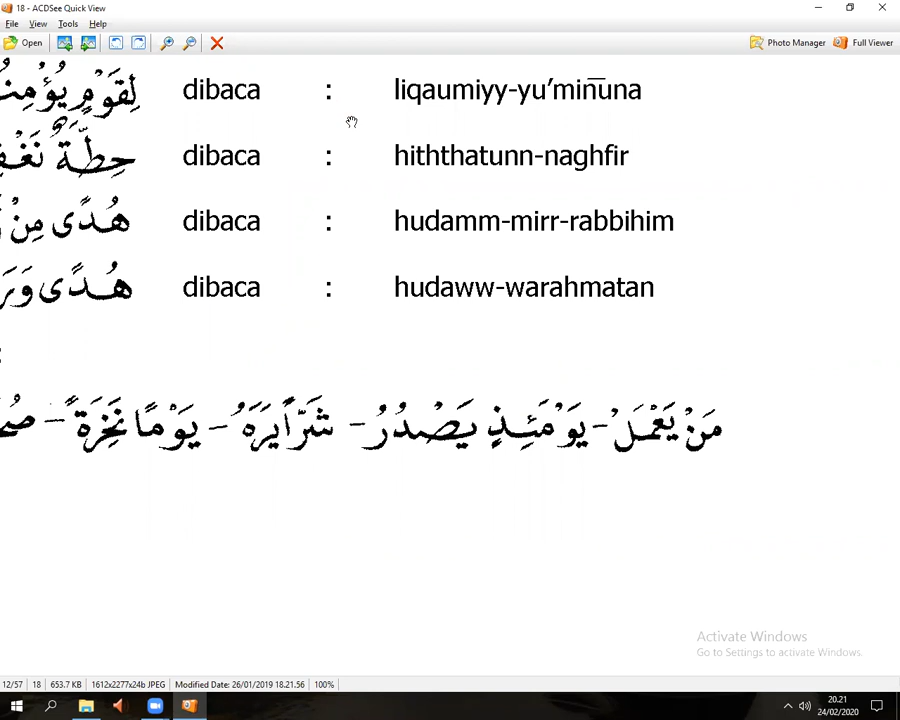 18 - ACDSee Quick View
File View Tools Help
Open Photo Manager Full Viewer
لِقَوْمٍ dibaca : liqaumiyy-yu’minūna
حِطَّةٌ dibaca : hiththatunn-naghfir
هُدًى مِنْ dibaca : hudamm-mirr-rabbihim
هُدًى dibaca : hudaww-warahmatan
:
مَنْ يَعْمَلْ - يَوْمَئِذٍ يَصْدُرُ - شَرًّا يَرَهُ - يَوْمًا نَخِرَةً -
Activate Windows
Go to Settings to activate Windows.
12/57 18 653.7 KB 1612x2277x24b JPEG Modified Date: 26/01/2019 18.21.56 100%
20.21
24/02/2020